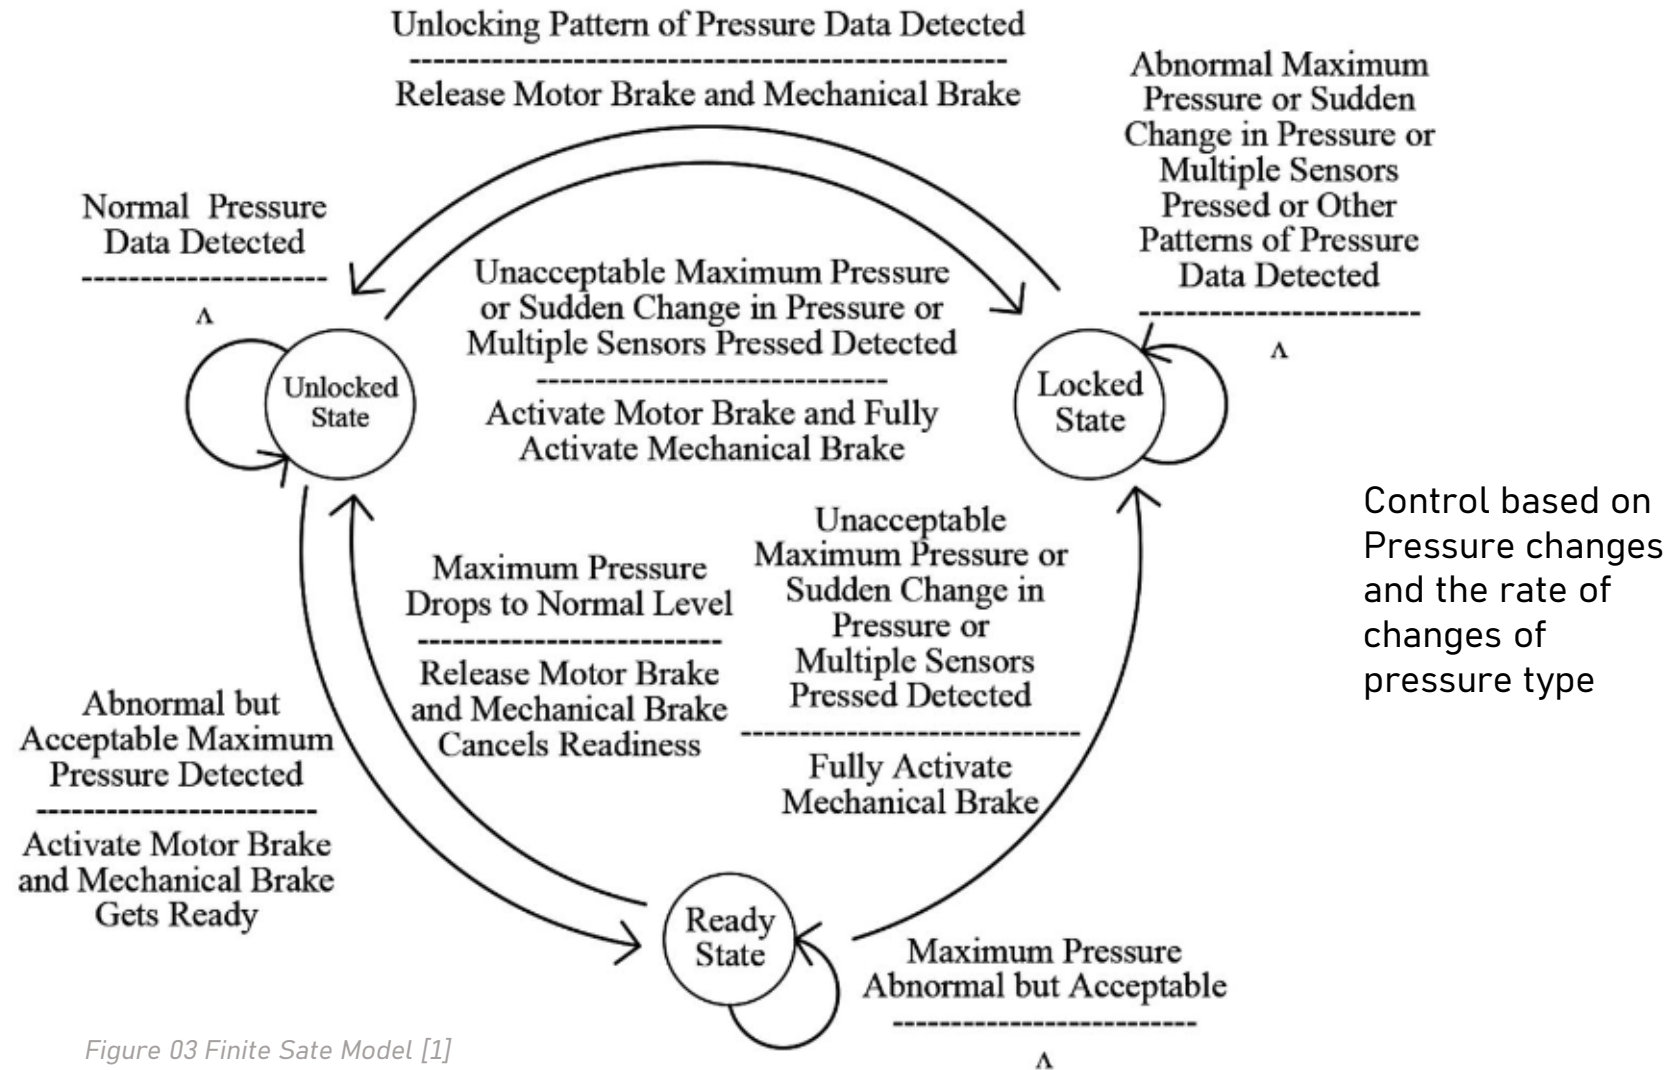 Unlocking Pattern of Pressure Data Detected
------------------------------
Release Motor Brake and Mechanical Brake
Abnormal Maximum
Pressure or Sudden
Change in Pressure or
Multiple Sensors
Pressed or Other
Patterns of Pressure
Data Detected
------------------------------
Λ
Normal Pressure
Data Detected
------------------------------
Λ
Unacceptable Maximum Pressure
or Sudden Change in Pressure or
Multiple Sensors Pressed Detected
------------------------------
Activate Motor Brake and Fully
Activate Mechanical Brake
Unlocked
State
Locked
State
Control based on
Pressure changes
and the rate of
changes of
pressure type
Unacceptable
Maximum Pressure or
Sudden Change in
Pressure or
Multiple Sensors
Pressed Detected
------------------------------
Fully Activate
Mechanical Brake
Maximum Pressure
Drops to Normal Level
------------------------------
Release Motor Brake
and Mechanical Brake
Cancels Readiness
Abnormal but
Acceptable Maximum
Pressure Detected
------------------------------
Activate Motor Brake
and Mechanical Brake
Gets Ready
Ready
State
Maximum Pressure
Abnormal but Acceptable
------------------------------
Λ
Figure 03 Finite Sate Model [1]